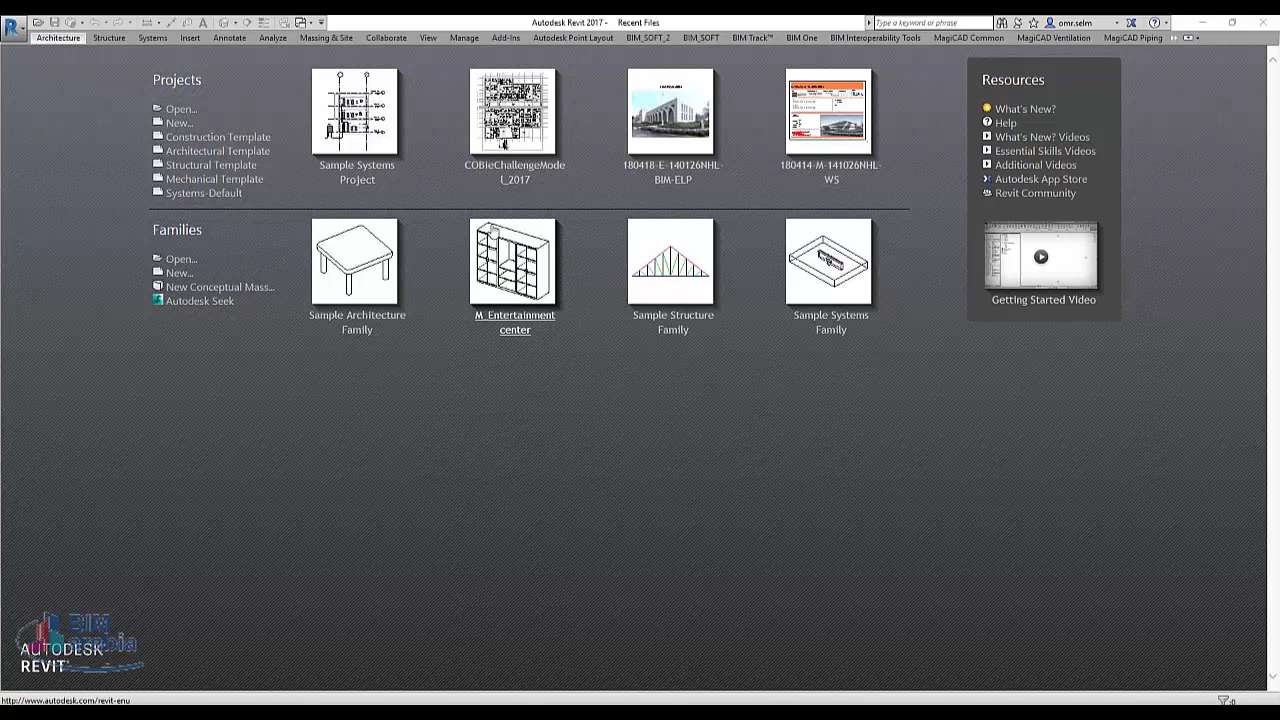 Autodesk Revit 2017 - Recent Files
Type a keyword or phrase
omr.selm
Architecture Structure Systems Insert Annotate Analyze Massing & Site Collaborate View Manage Add-Ins Autodesk Point Layout BIM_SOFT_2 BIM_SOFT BIM Track™ BIM One BIM Interoperability Tools MagiCAD Common MagiCAD Ventilation MagiCAD Piping
Projects
Open...
New...
Construction Template
Architectural Template
Structural Template
Mechanical Template
Systems-Default
Sample Systems
Project
COBieChallengeMode
l_2017
180418-E-140126NHL-
BIM-ELP
180414-M-141026NHL-
WS
Families
Open...
New...
New Conceptual Mass...
Autodesk Seek
Sample Architecture
Family
M_Entertainment
center
Sample Structure
Family
Sample Systems
Family
Resources
What's New?
Help
What's New? Videos
Essential Skills Videos
Additional Videos
Autodesk App Store
Revit Community
Getting Started Video
BIM
arabia
AUTODESK
REVIT
http://www.autodesk.com/revit-enu